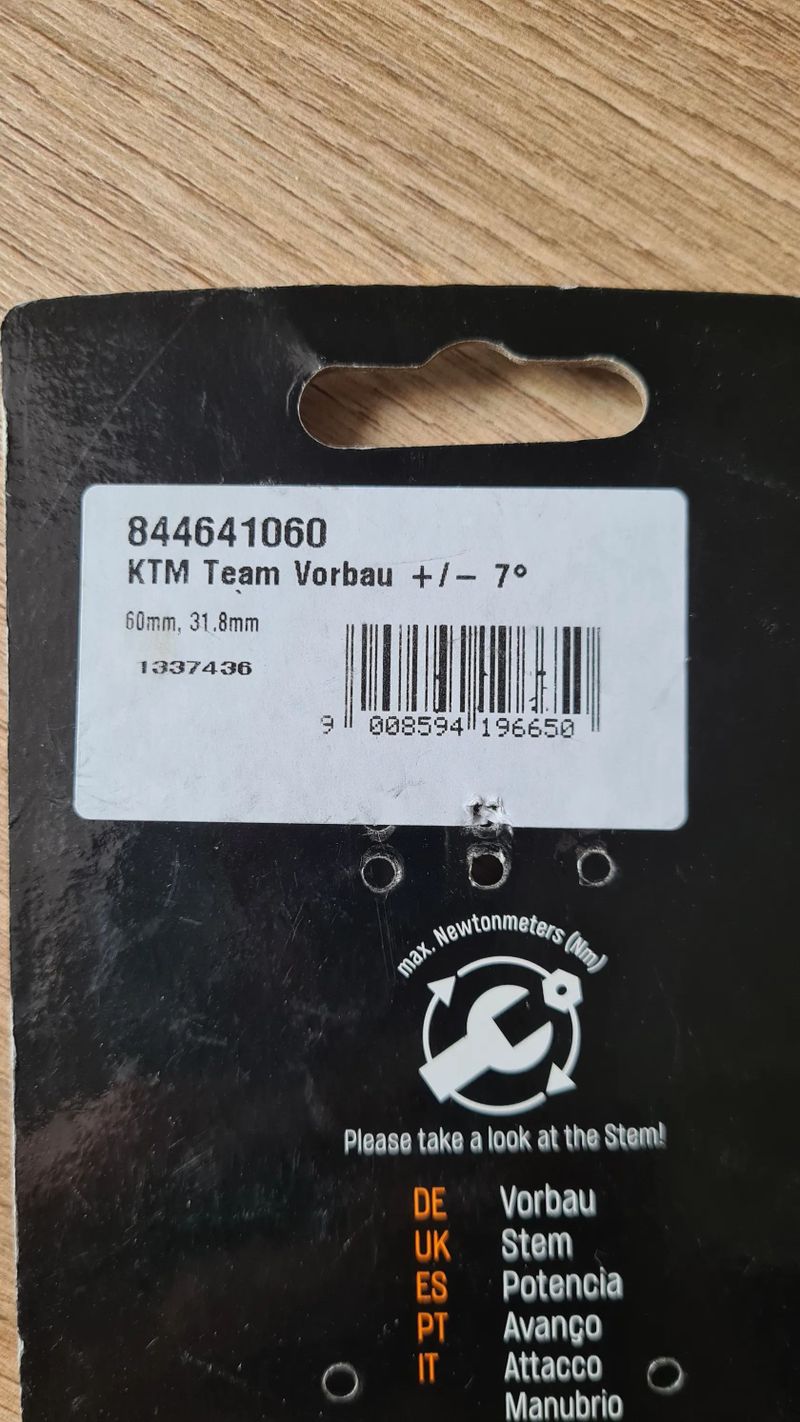 844641060
KTM Team Vorbau +/- 7°
60mm, 31.8mm
1337436
9 008594 196650
max. Newtonmeters (Nm)
Please take a look at the Stem!
DE Vorbau
UK Stem
ES Potencia
PT Avanço
IT Attacco
Manubrio